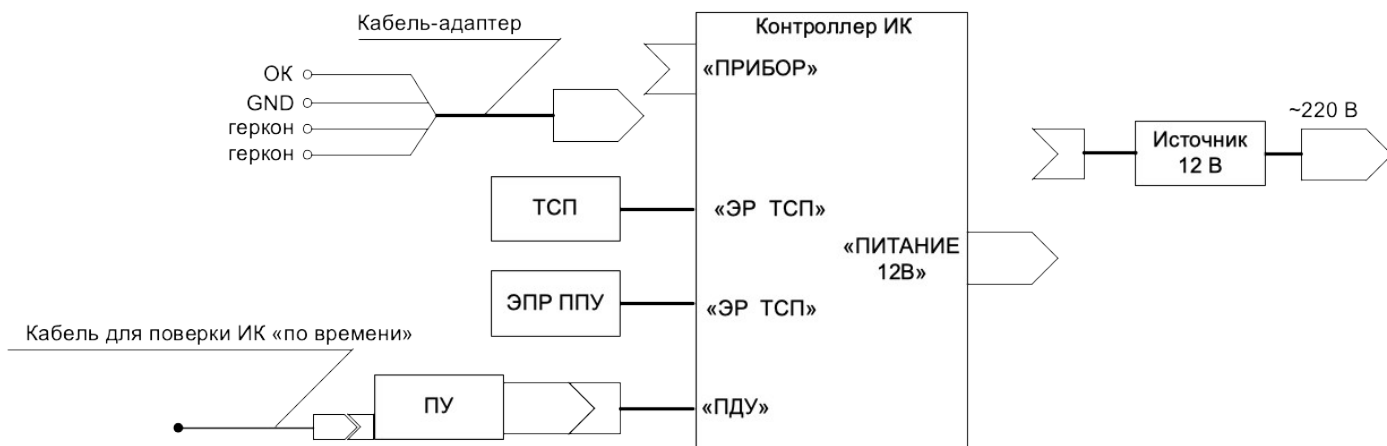 Кабель-адаптер
Контроллер ИК
«ПРИБОР»
ОК
GND
геркон
геркон
~220 В
Источник
12 В
ТСП
«ЭР ТСП»
«ПИТАНИЕ
12В»
ЭПР ППУ
«ЭР ТСП»
Кабель для поверки ИК «по времени»
ПУ
«ПДУ»